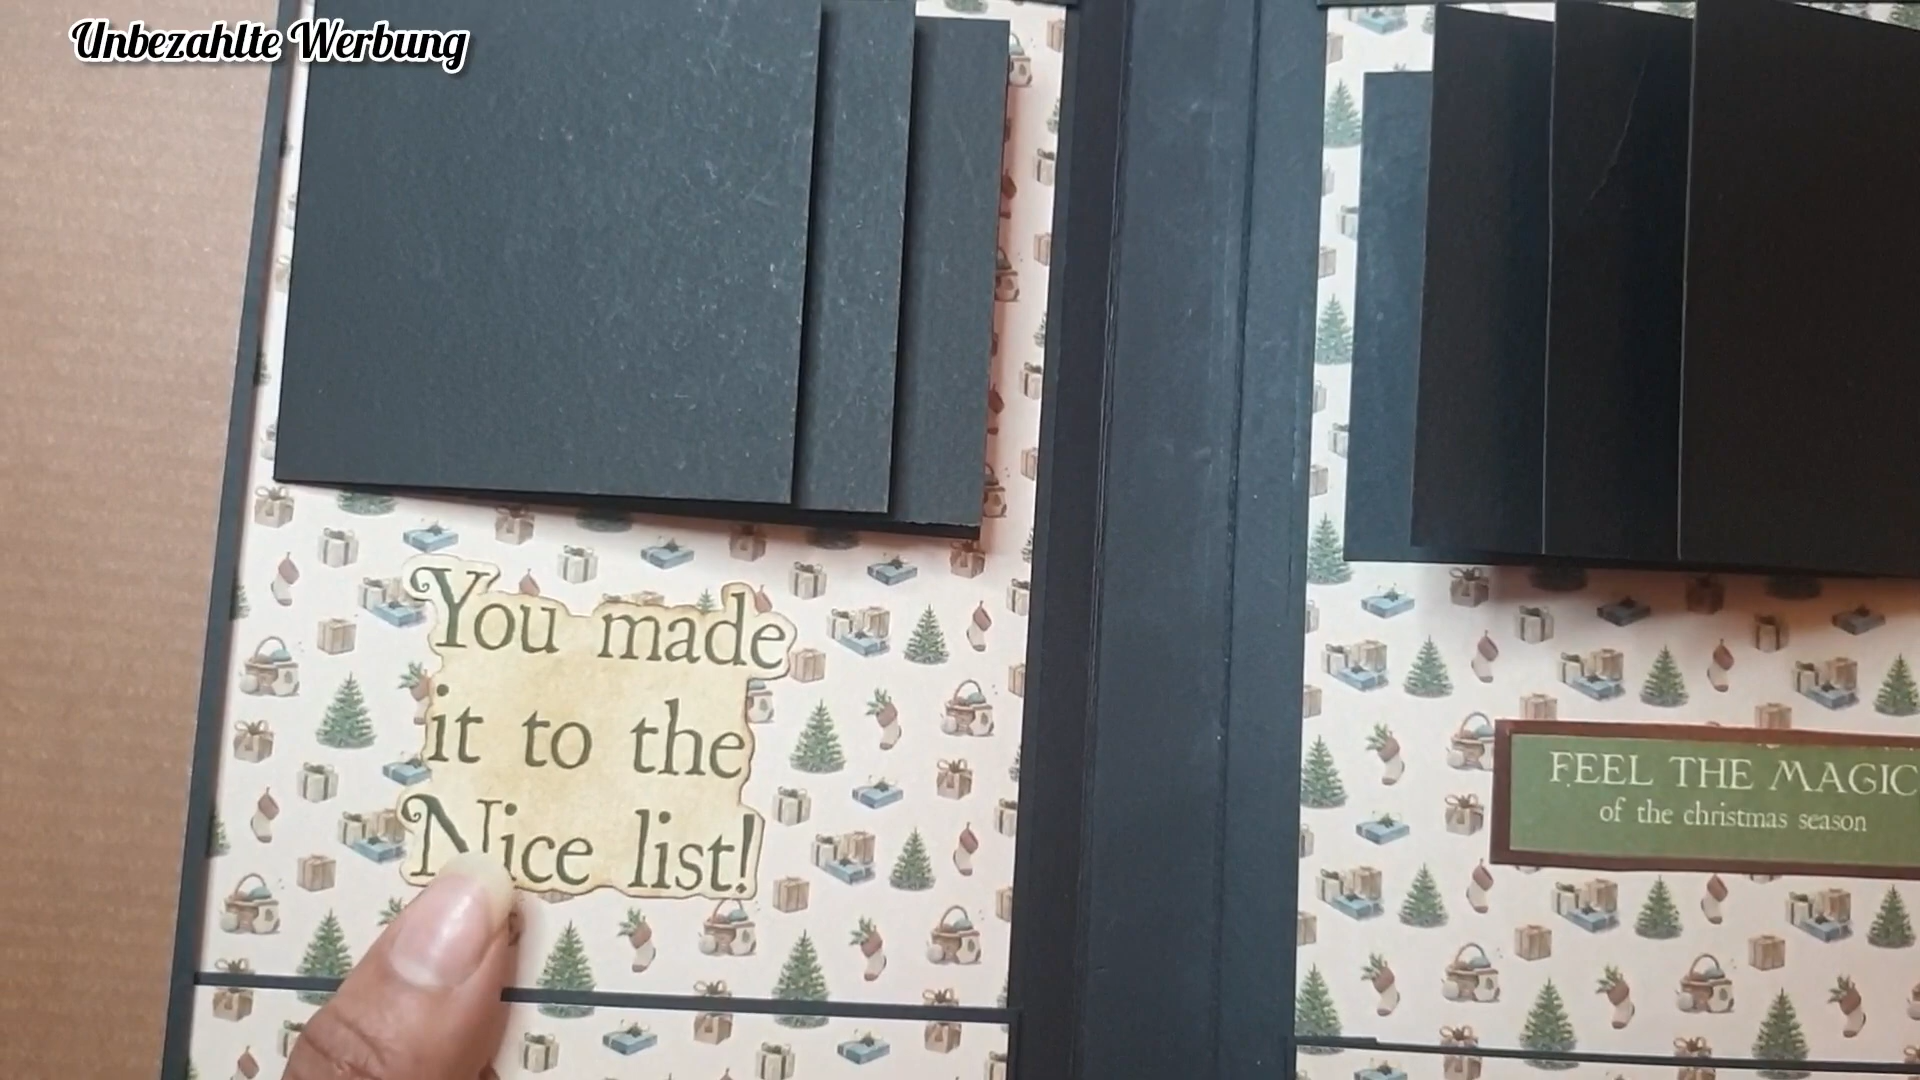 Unbezahlte Werbung
You made
it to the
Nice list!
FEEL THE MAGIC
of the christmas season